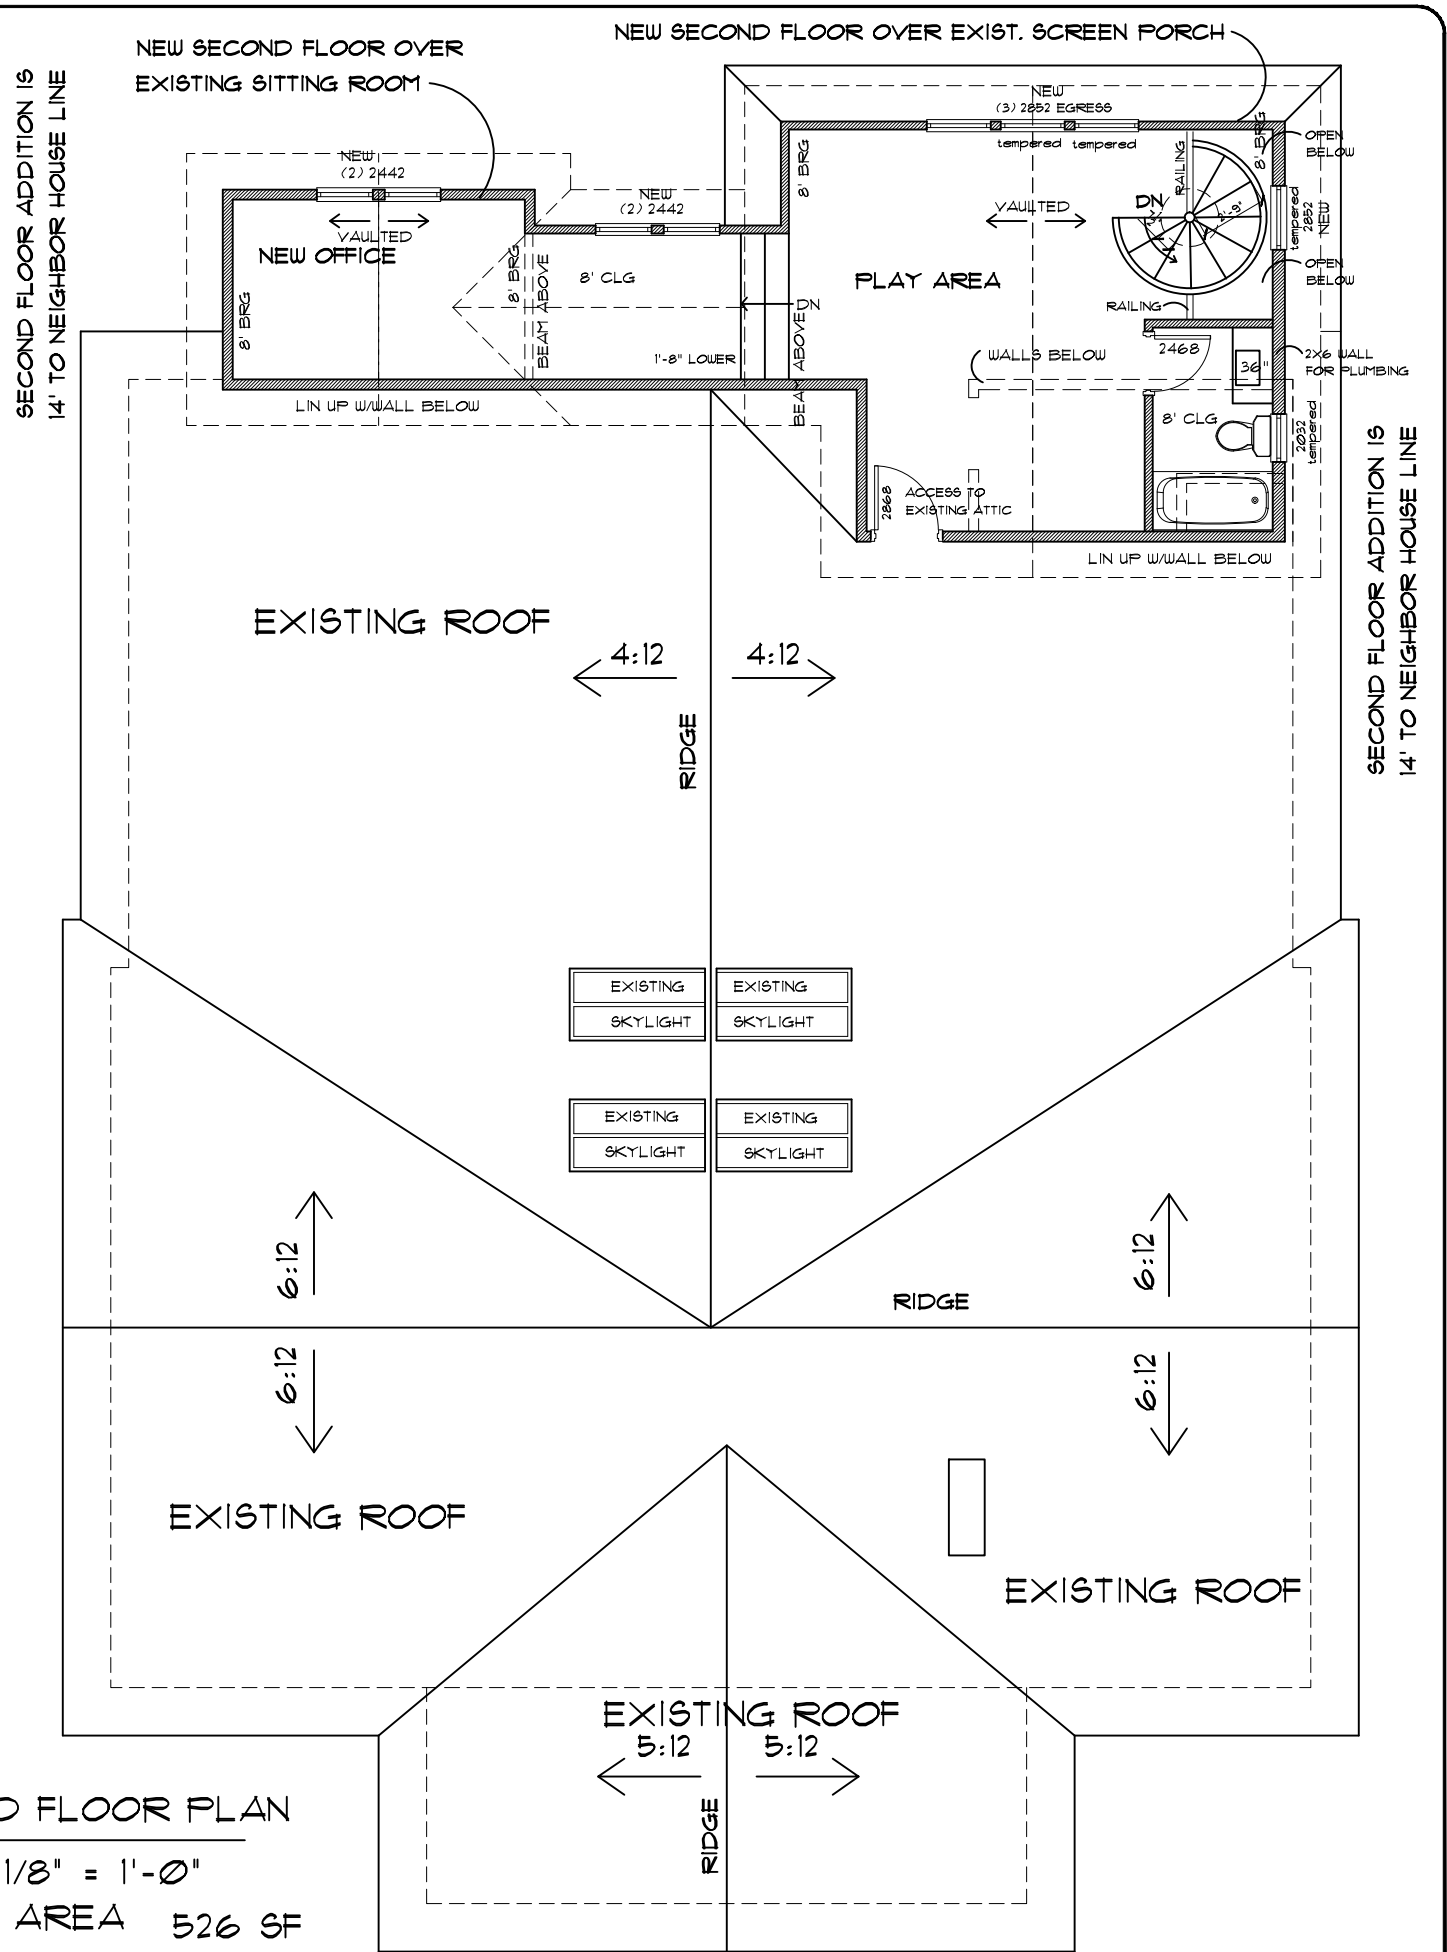 NEW SECOND FLOOR OVER EXIST. SCREEN PORCH
NEW SECOND FLOOR OVER
EXISTING SITTING ROOM
SECOND FLOOR ADDITION IS
14' TO NEIGHBOR HOUSE LINE
NEW
(3) 2852 EGRESS
tempered tempered
NEW
(2) 2442
VAULTED
NEW OFFICE
8' BRG
8' BRG
BEAM ABOVE
NEW
(2) 2442
8' CLG
1'-8" LOWER
DN
BEAM ABOVE
8' BRG
VAULTED
PLAY AREA
RAILING
DN
2'-9"
8' BRG
OPEN
BELOW
tempered
2852
NEW
OPEN
BELOW
RAILING
WALLS BELOW
2468
36"
2X6 WALL
FOR PLUMBING
8' CLG
2032
tempered
LIN UP W/WALL BELOW
2868
ACCESS TO
EXISTING ATTIC
LIN UP W/WALL BELOW
SECOND FLOOR ADDITION IS
14' TO NEIGHBOR HOUSE LINE
EXISTING ROOF
4:12
4:12
RIDGE
EXISTING
SKYLIGHT
EXISTING
SKYLIGHT
EXISTING
SKYLIGHT
EXISTING
SKYLIGHT
6:12
6:12
RIDGE
6:12
6:12
EXISTING ROOF
EXISTING ROOF
EXISTING ROOF
5:12
5:12
RIDGE
FLOOR PLAN
1/8" = 1'-0"
AREA 526 SF